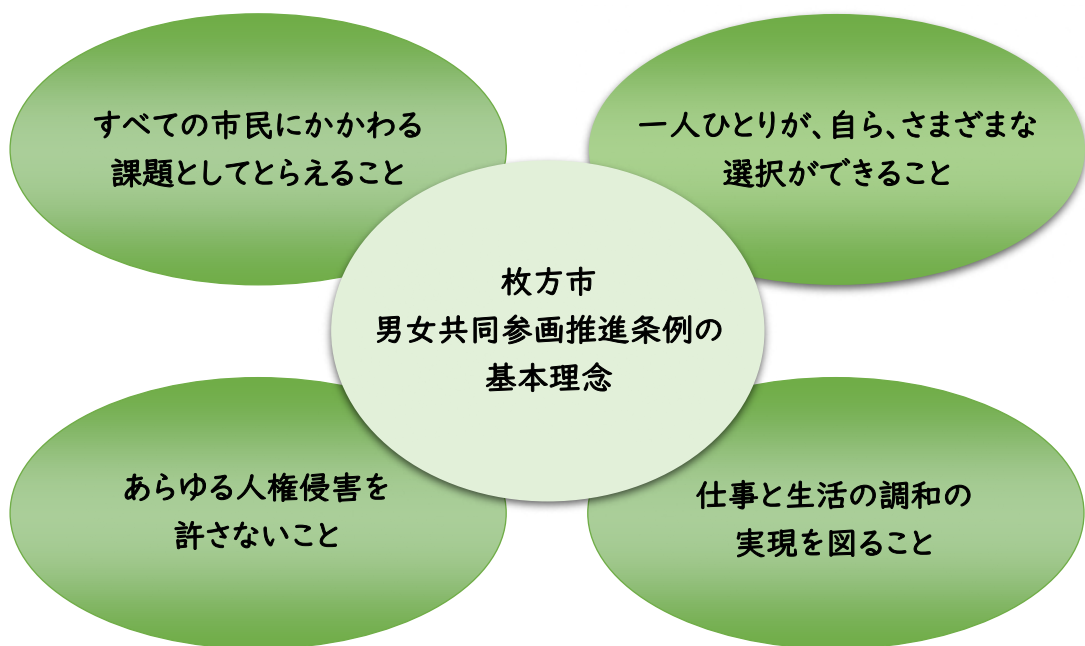 すべての市民にかかわる
課題としてとらえること
一人ひとりが、自ら、さまざまな
選択ができること
枚方市
男女共同参画推進条例の
基本理念
あらゆる人権侵害を
許さないこと
仕事と生活の調和の
実現を図ること